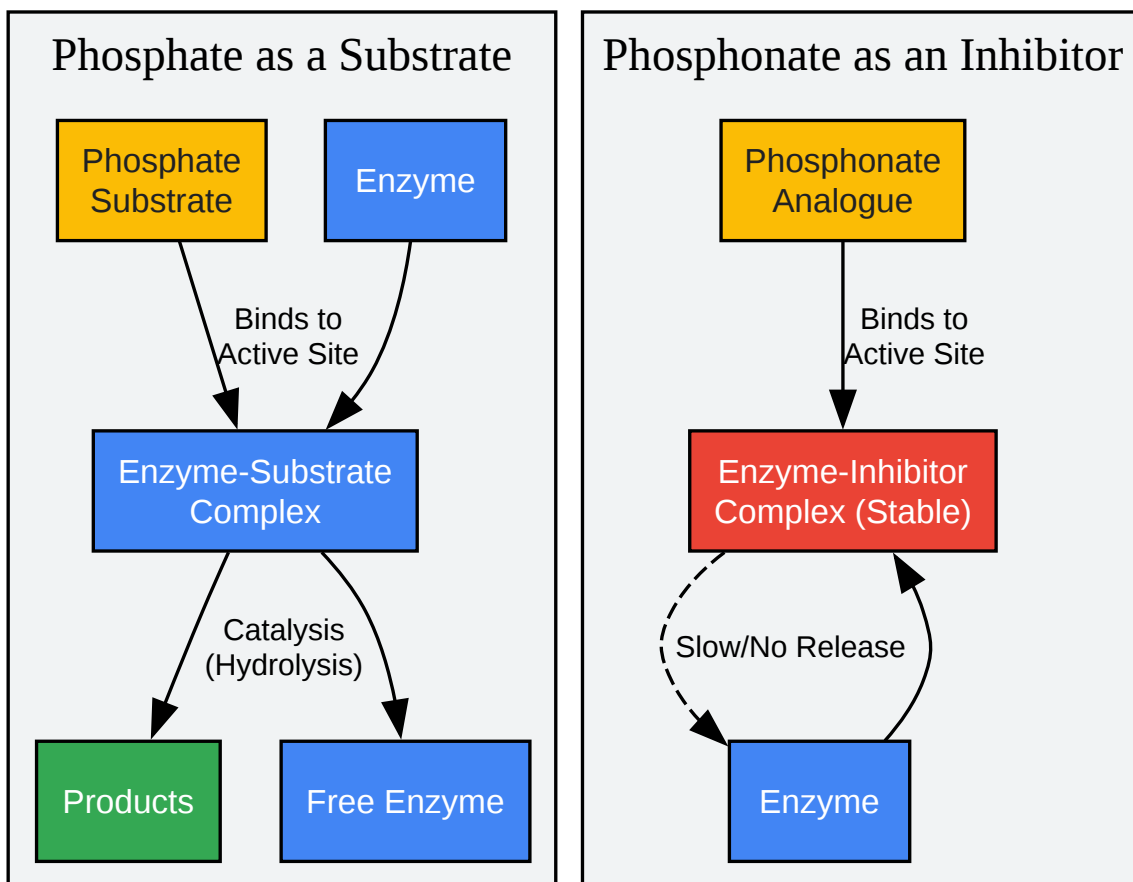 Phosphate as a Substrate
Phosphate
Substrate
Enzyme
Binds to
Active Site
Enzyme-Substrate
Complex
Catalysis
(Hydrolysis)
Products
Free Enzyme
Phosphonate as an Inhibitor
Phosphonate
Analogue
Binds to
Active Site
Enzyme-Inhibitor
Complex (Stable)
Slow/No Release
Enzyme